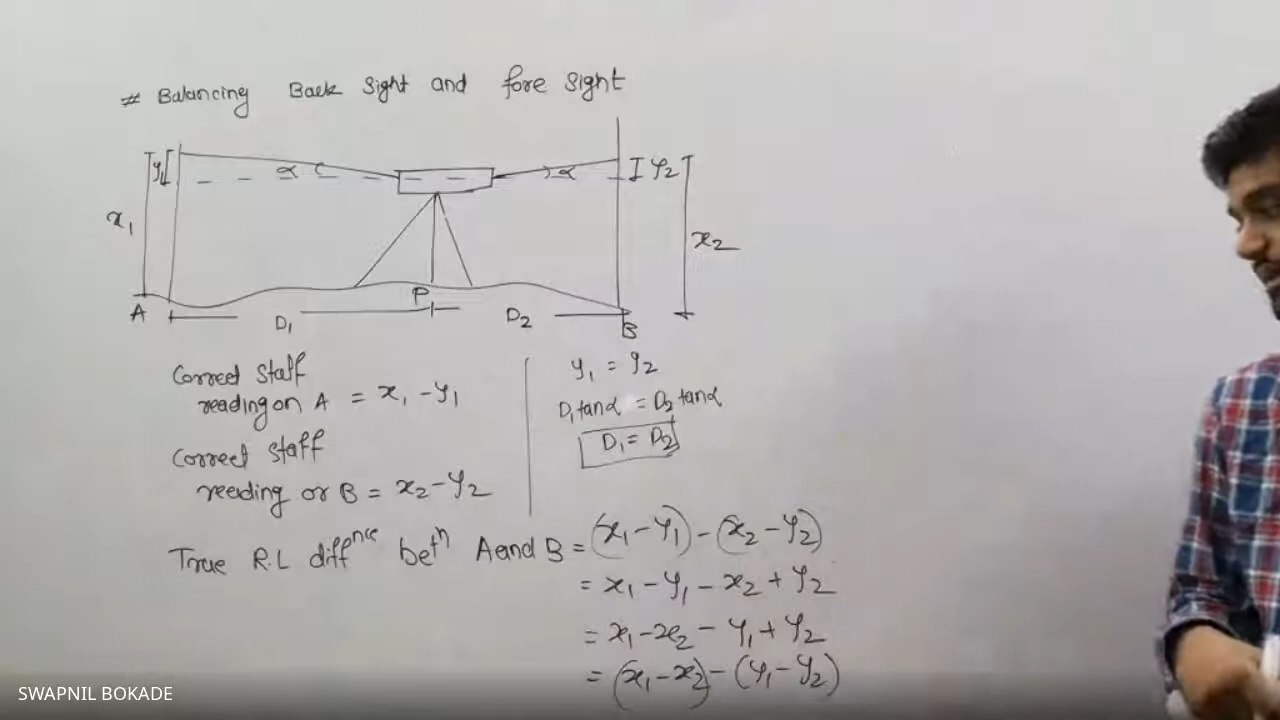 # Balancing Back Sight and fore sight
y₁ α α y₂
x₁ x₂
A P B
D₁ D₂
Correct staff
reading on A = x₁ - y₁
Correct staff
reading or B = x₂ - y₂
y₁ = y₂
D₁ tanα = D₂ tanα
D₁ = D₂
True R.L diffⁿᶜᵉ betⁿ A and B = (x₁ - y₁) - (x₂ - y₂)
= x₁ - y₁ - x₂ + y₂
= x₁ - x₂ - y₁ + y₂
= (x₁ - x₂) - (y₁ - y₂)
SWAPNIL BOKADE